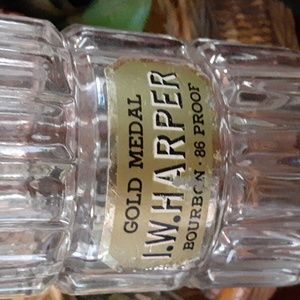 GOLD MEDAL
I.W.HARPER
BOURBON · 86 PROOF